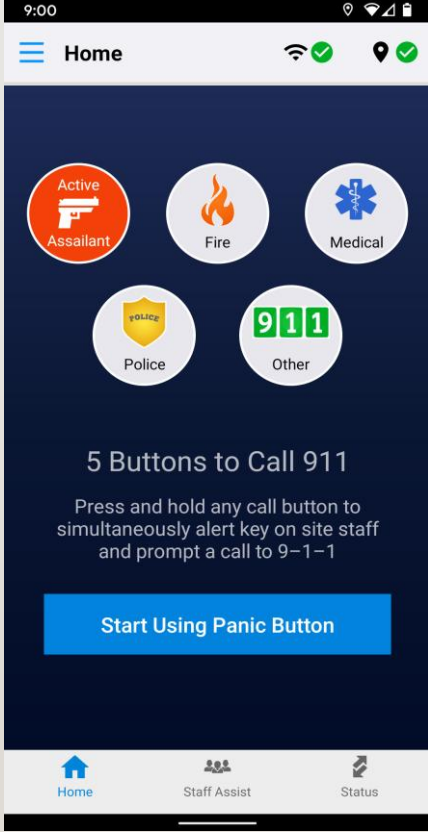 9:00
Home
Active
Assailant
Fire
Medical
POLICE
Police
911
Other
5 Buttons to Call 911
Press and hold any call button to
simultaneously alert key on site staff
and prompt a call to 9–1–1
Start Using Panic Button
Home
Staff Assist
Status